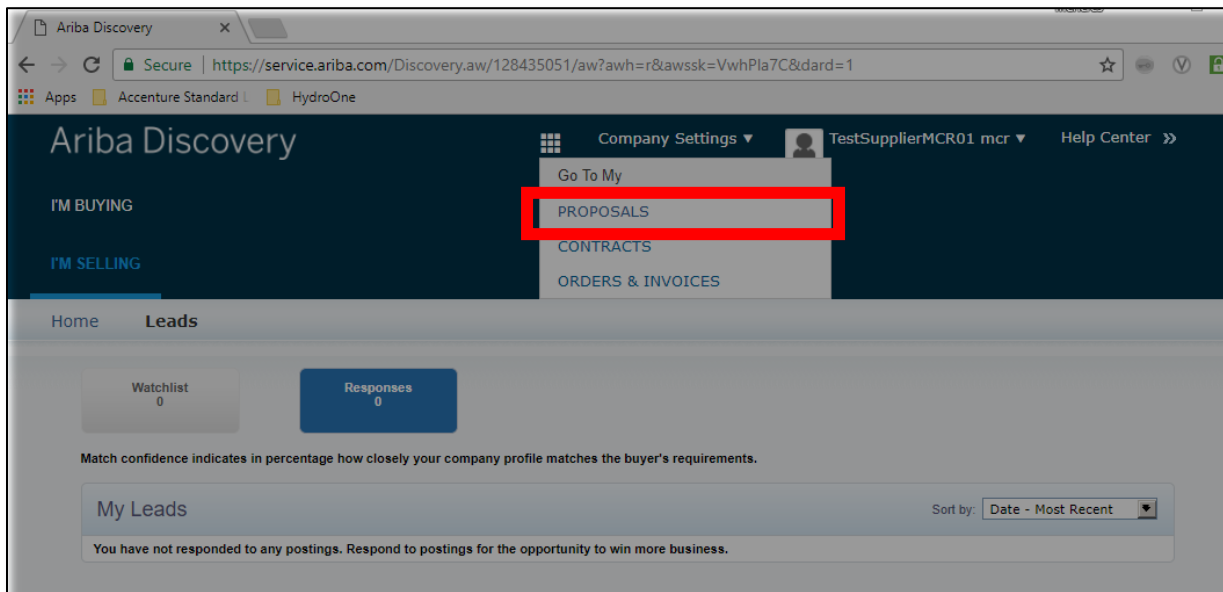 Ariba Discovery
Secure | https://service.ariba.com/Discovery.aw/128435051/aw?awh=r&awssk=VwhPla7C&dard=1
Apps Accenture Standard HydroOne
Ariba Discovery Company Settings TestSupplierMCR01 mcr Help Center »
Go To My
I'M BUYING
PROPOSALS
CONTRACTS
I'M SELLING
ORDERS & INVOICES
Home Leads
Watchlist
0
Responses
0
Match confidence indicates in percentage how closely your company profile matches the buyer's requirements.
My Leads Sort by: Date - Most Recent
You have not responded to any postings. Respond to postings for the opportunity to win more business.